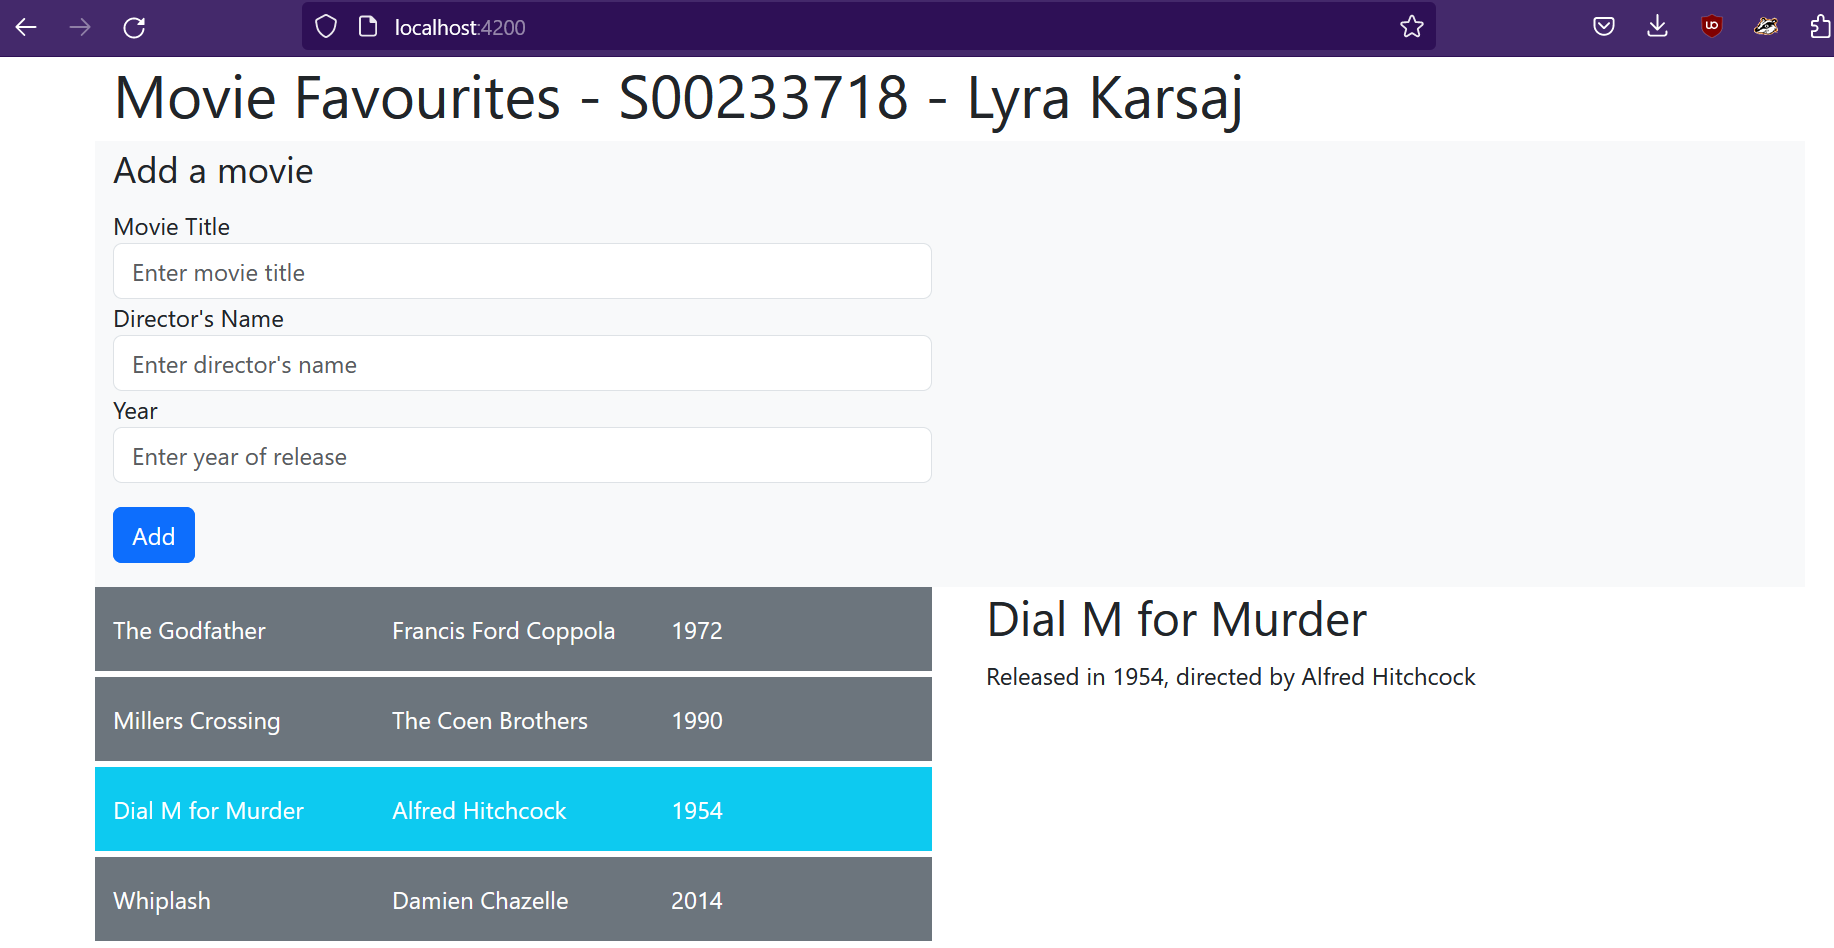 localhost:4200
Movie Favourites - S00233718 - Lyra Karsaj
Add a movie
Movie Title
Enter movie title
Director's Name
Enter director's name
Year
Enter year of release
Add
The Godfather Francis Ford Coppola 1972
Millers Crossing The Coen Brothers 1990
Dial M for Murder Alfred Hitchcock 1954
Whiplash Damien Chazelle 2014
Dial M for Murder
Released in 1954, directed by Alfred Hitchcock